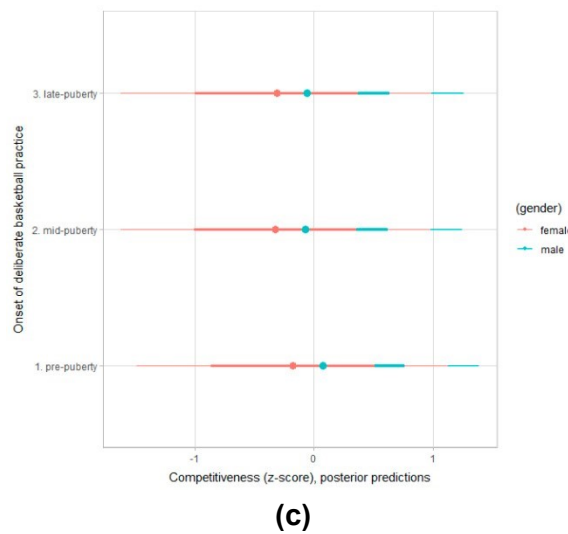 3. late-puberty
2. mid-puberty
1. pre-puberty
Onset of deliberate basketball practice
-1
0
1
Competitiveness (z-score), posterior predictions
(gender)
female
male
(c)